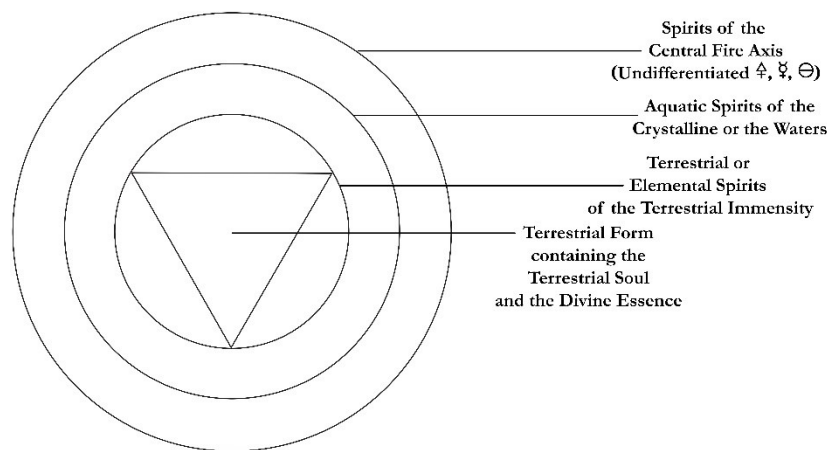 Spirits of the
Central Fire Axis
(Undifferentiated 🜍, ☿, 🜔)
Aquatic Spirits of the
Crystalline or the Waters
Terrestrial or
Elemental Spirits
of the Terrestrial Immensity
Terrestrial Form
containing the
Terrestrial Soul
and the Divine Essence